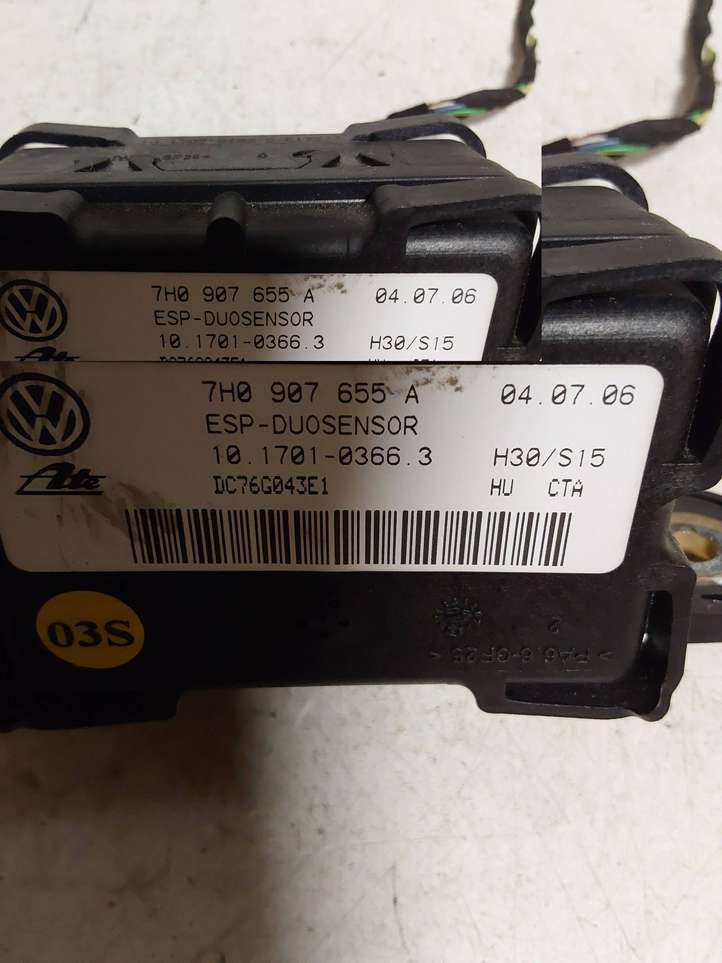 7H0 907 655 A 04.07.06
ESP-DUOSENSOR
10.1701-0366.3 H30/S15
7H0 907 655 A 04.07.06
ESP-DUOSENSOR
10.1701-0366.3 H30/S15
Ate
DC76G043E1 HU CTA
03S